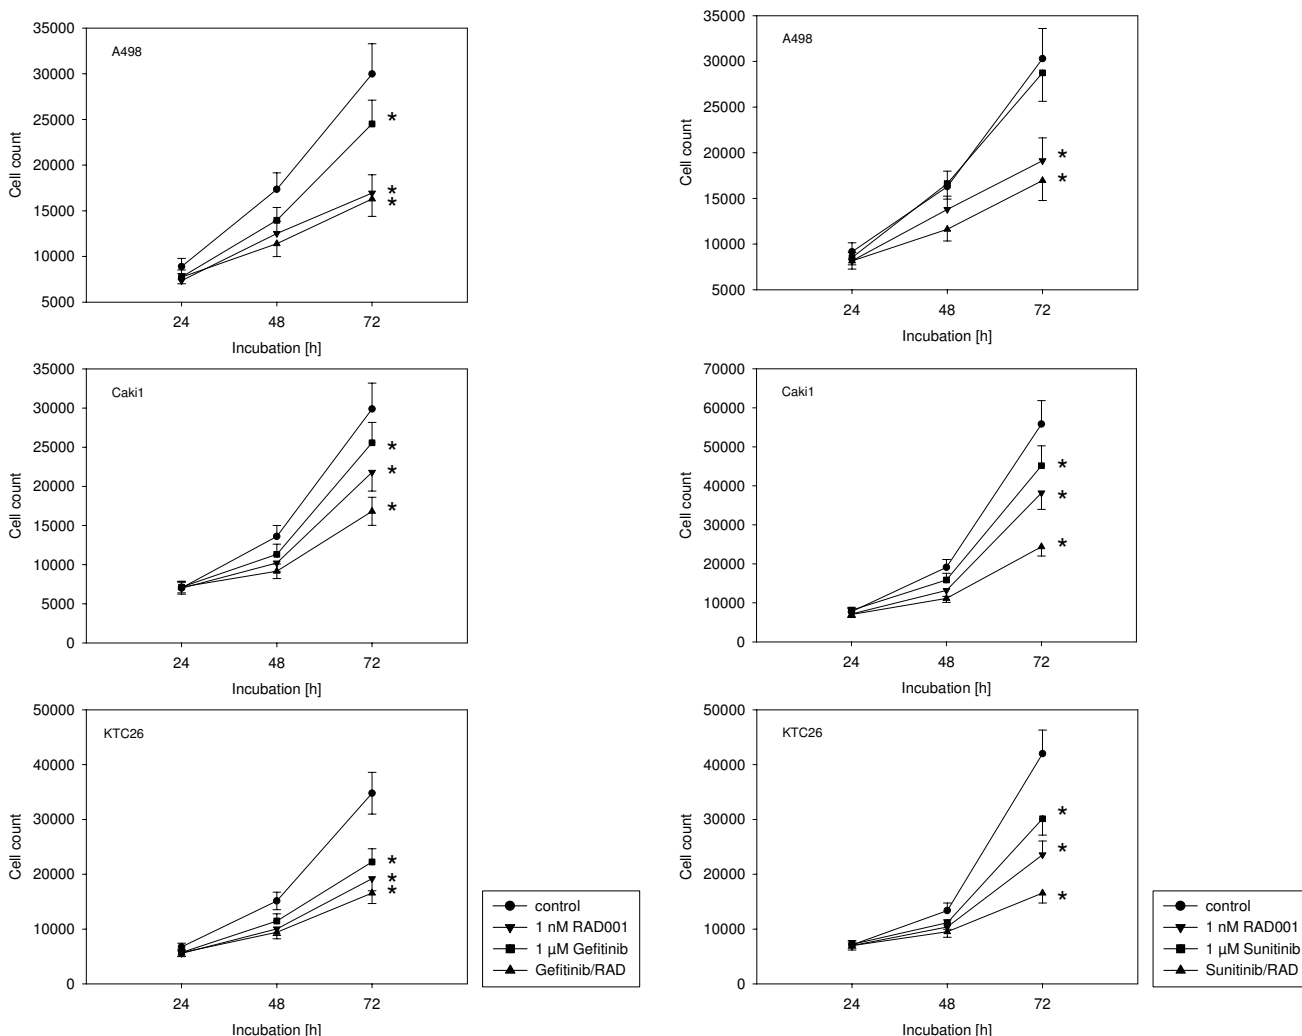 A498
35000
30000
25000
20000
15000
10000
5000
Cell count
24 48 72
Incubation [h]
*
*
*
A498
35000
30000
25000
20000
15000
10000
5000
Cell count
24 48 72
Incubation [h]
*
*
Caki1
35000
30000
25000
20000
15000
10000
5000
0
Cell count
24 48 72
Incubation [h]
*
*
*
Caki1
70000
60000
50000
40000
30000
20000
10000
0
Cell count
24 48 72
Incubation [h]
*
*
*
KTC26
50000
40000
30000
20000
10000
0
Cell count
24 48 72
Incubation [h]
*
*
*
control
1 nM RAD001
1 µM Gefitinib
Gefitinib/RAD
KTC26
50000
40000
30000
20000
10000
0
Cell count
24 48 72
Incubation [h]
*
*
*
control
1 nM RAD001
1 µM Sunitinib
Sunitinib/RAD